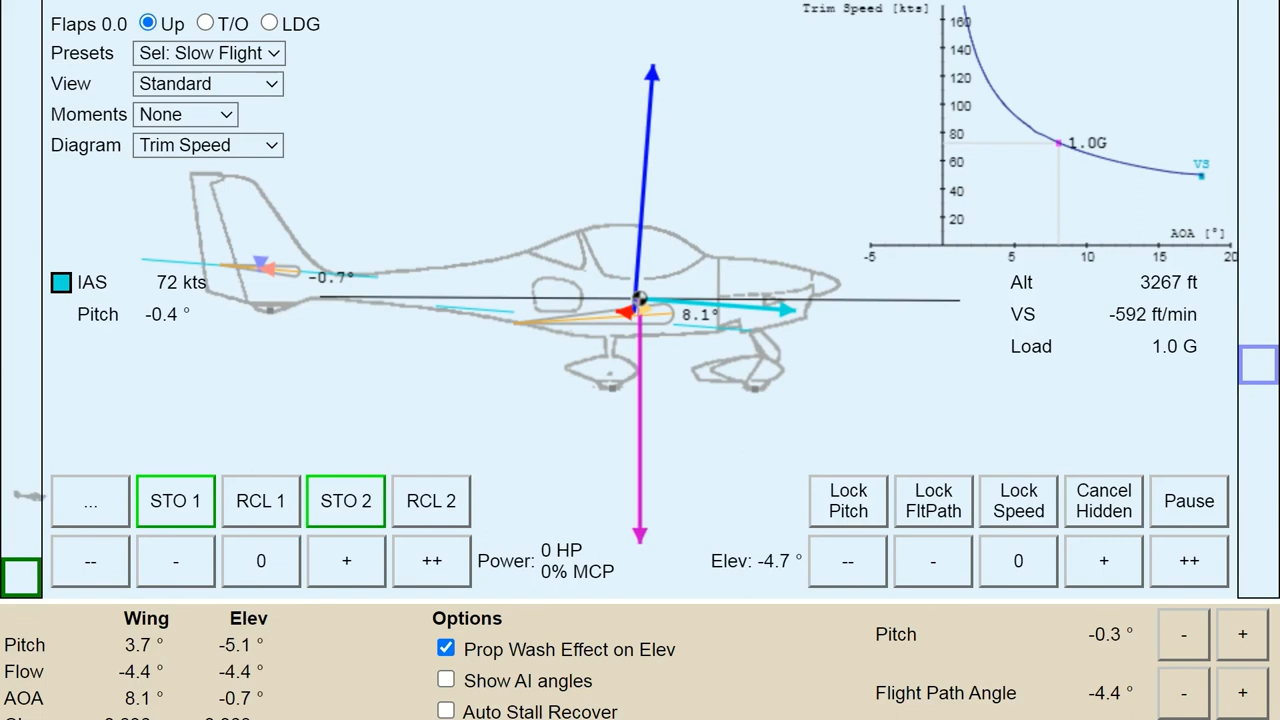 Flaps 0.0 Up T/O LDG
Presets Sel: Slow Flight
View Standard
Moments None
Diagram Trim Speed
Trim Speed [kts]
160
140
120
100
80
60
40
20
1.0G
VS
AOA [°]
-5 5 10 15 20
-0.7°
8.1°
IAS 72 kts
Pitch -0.4 °
Alt 3267 ft
VS -592 ft/min
Load 1.0 G
... STO 1 RCL 1 STO 2 RCL 2
-- - 0 + ++
Power: 0 HP
0% MCP
Elev: -4.7 °
Lock Pitch
Lock FltPath
Lock Speed
Cancel Hidden
Pause
-- - 0 + ++
Wing Elev
Pitch 3.7 ° -5.1 °
Flow -4.4 ° -4.4 °
AOA 8.1 ° -0.7 °
Options
Prop Wash Effect on Elev
Show AI angles
Auto Stall Recover
Pitch -0.3 ° - +
Flight Path Angle -4.4 ° - +